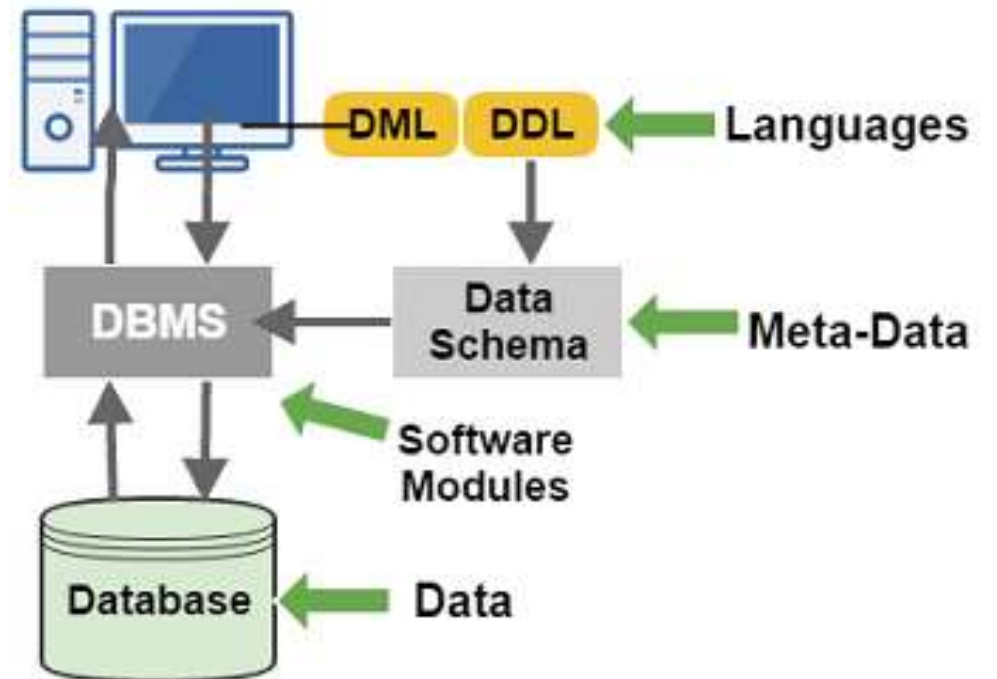 DML DDL Languages
DBMS
Data
Schema
Meta-Data
Software
Modules
Database
Data